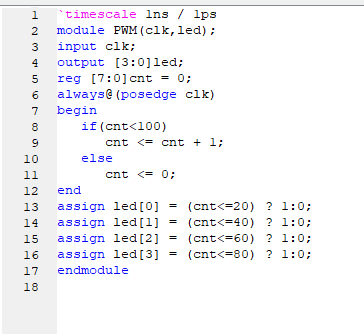 1 `timescale 1ns / 1ps
2 module PWM(clk,led);
3 input clk;
4 output [3:0]led;
5 reg [7:0]cnt = 0;
6 always@(posedge clk)
7 begin
8 if(cnt<100)
9 cnt <= cnt + 1;
10 else
11 cnt <= 0;
12 end
13 assign led[0] = (cnt<=20) ? 1:0;
14 assign led[1] = (cnt<=40) ? 1:0;
15 assign led[2] = (cnt<=60) ? 1:0;
16 assign led[3] = (cnt<=80) ? 1:0;
17 endmodule
18